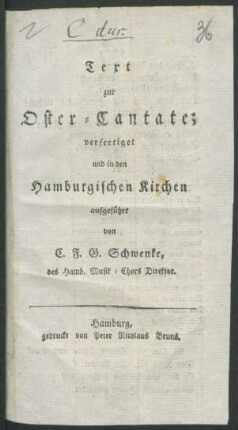 C dur.
36
Text
zur
Oster-Cantate;
verfertiget
und in den
Hamburgischen Kirchen
aufgeführt
von
C. F. G. Schwenke,
des Hamb. Musik-Chors Direktor.
Hamburg,
gedruckt von Peter Nicolaus Bruns.